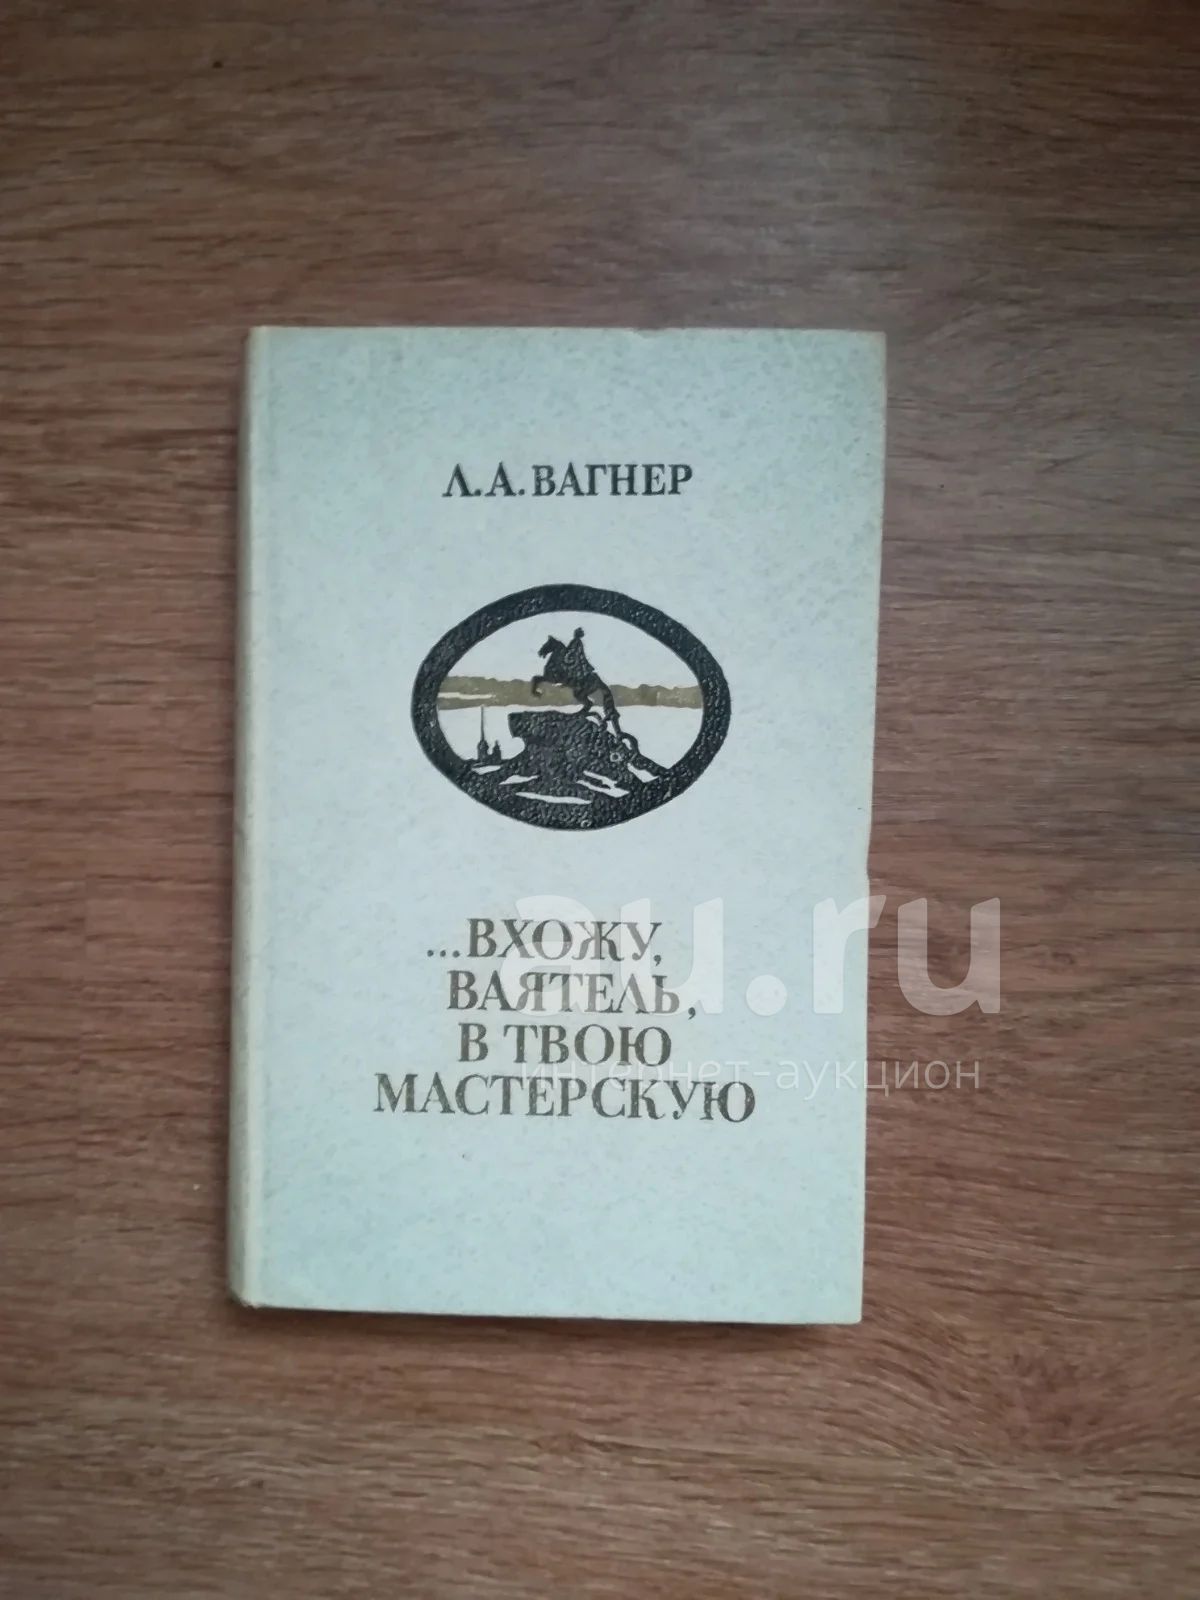 Л. А. ВАГНЕР
...ВХОЖУ,
ВАЯТЕЛЬ,
В ТВОЮ
МАСТЕРСКУЮ
au.ru
интернет-аукцион